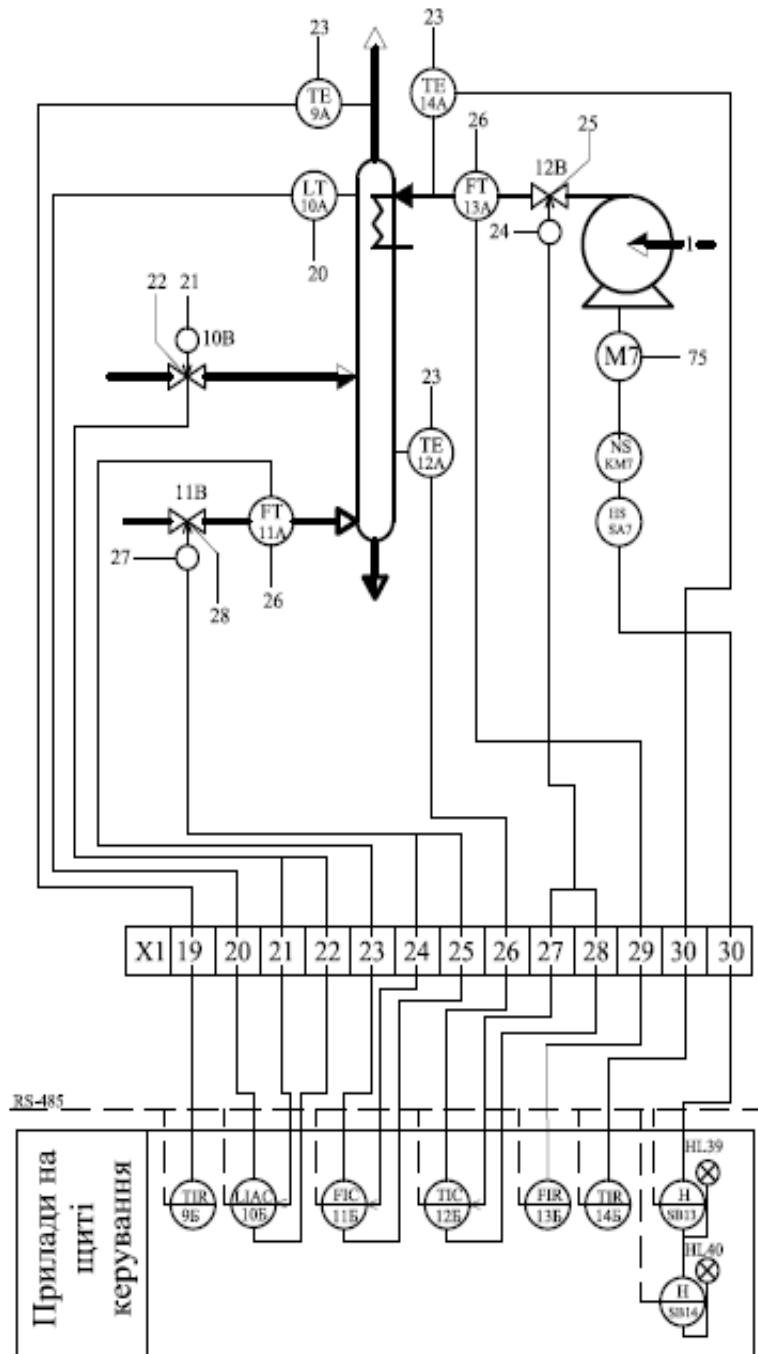 23
23
TE
9A
TE
14A
26
25
12В
LT
10A
FT
13A
1
20
24
22
21
10В
M7
75
23
TE
12A
NS
KM7
11В
FT
11A
HS
SA7
27
26
28
X1 19 20 21 22 23 24 25 26 27 28 29 30 30
RS-485
Прилади на
щиті
керування
HL39
TIR
9Б
LIAC
10Б
FIC
11Б
TIC
12Б
FIR
13Б
TIR
14Б
H
SB13
HL40
H
SB14